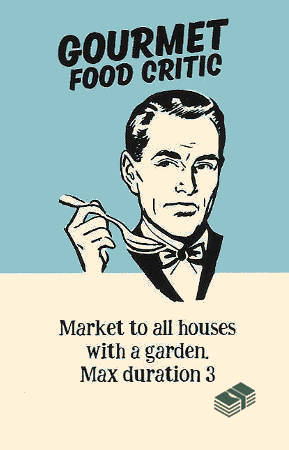 GOURMET
FOOD CRITIC
Market to all houses
with a garden.
Max duration 3